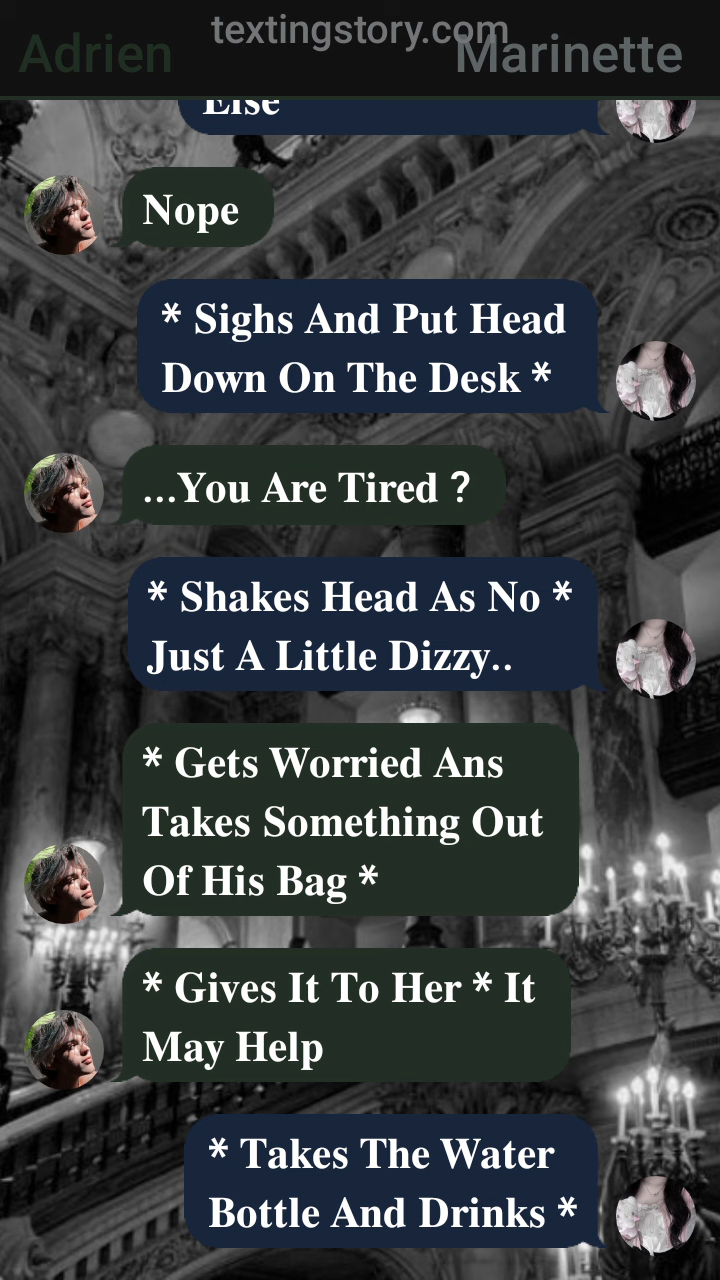 textingstory.com
Adrien
Marinette
Else
Nope
* Sighs And Put Head
Down On The Desk *
...You Are Tired ?
* Shakes Head As No *
Just A Little Dizzy..
* Gets Worried Ans
Takes Something Out
Of His Bag *
* Gives It To Her * It
May Help
* Takes The Water
Bottle And Drinks *